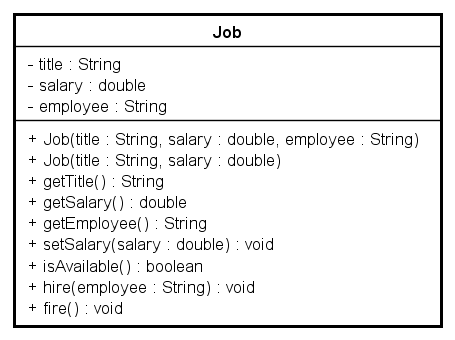 Job
- title : String
- salary : double
- employee : String
+ Job(title : String, salary : double, employee : String)
+ Job(title : String, salary : double)
+ getTitle() : String
+ getSalary() : double
+ getEmployee() : String
+ setSalary(salary : double) : void
+ isAvailable() : boolean
+ hire(employee : String) : void
+ fire() : void